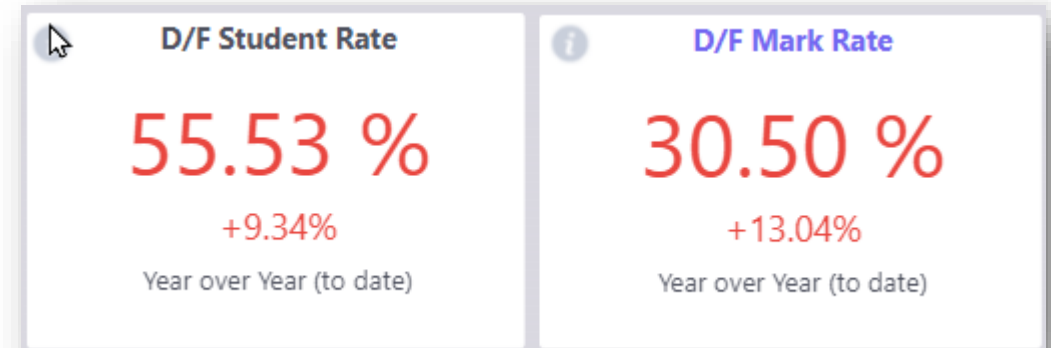 D/F Student Rate
55.53 %
+9.34%
Year over Year (to date)
i
D/F Mark Rate
30.50 %
+13.04%
Year over Year (to date)